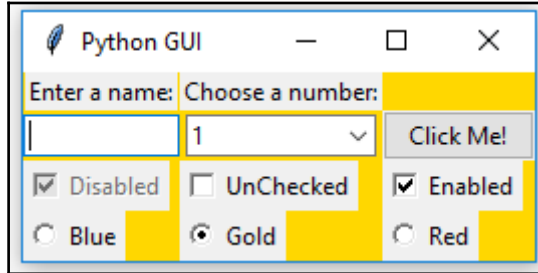 Python GUI
Enter a name: Choose a number:
1 Click Me!
Disabled UnChecked Enabled
Blue Gold Red